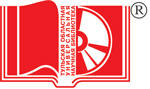 ТУЛЬСКАЯ ОБЛАСТНАЯ
УНИВЕРСАЛЬНАЯ
НАУЧНАЯ БИБЛИОТЕКА
®